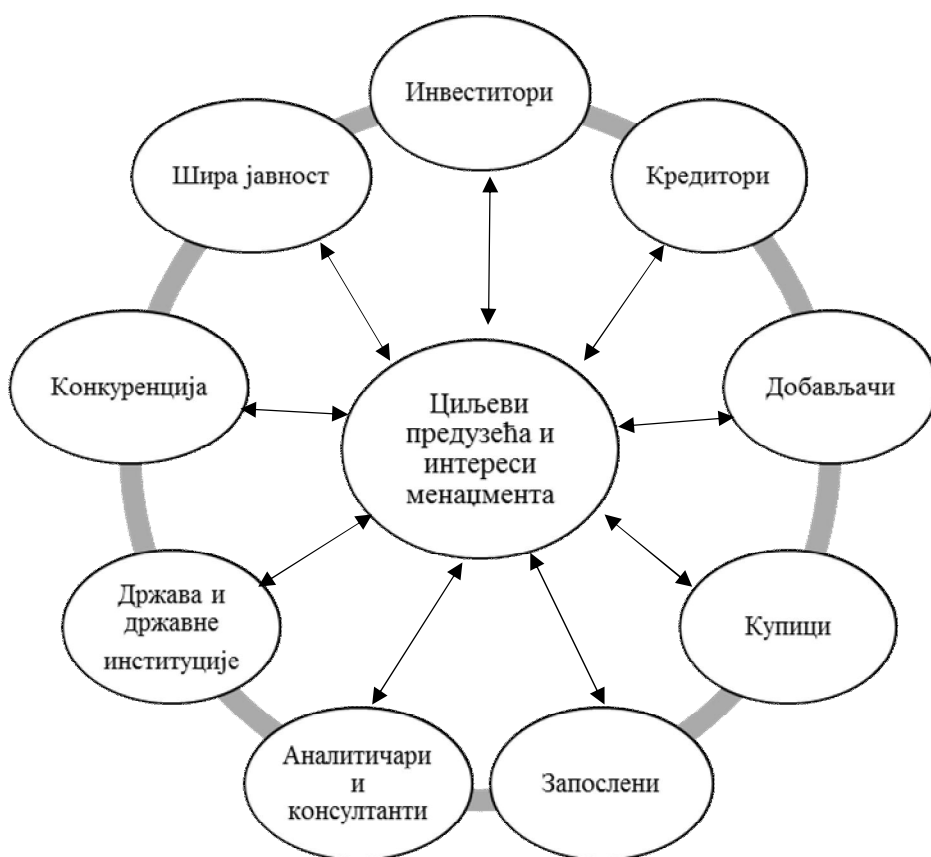 Инвеститори
Шира јавност
Кредитори
Конкуренција
Циљеви
предузећа и
интереси
менаџмента
Добављачи
Држава и
државне
институције
Купици
Аналитичари
и
консултанти
Запослени